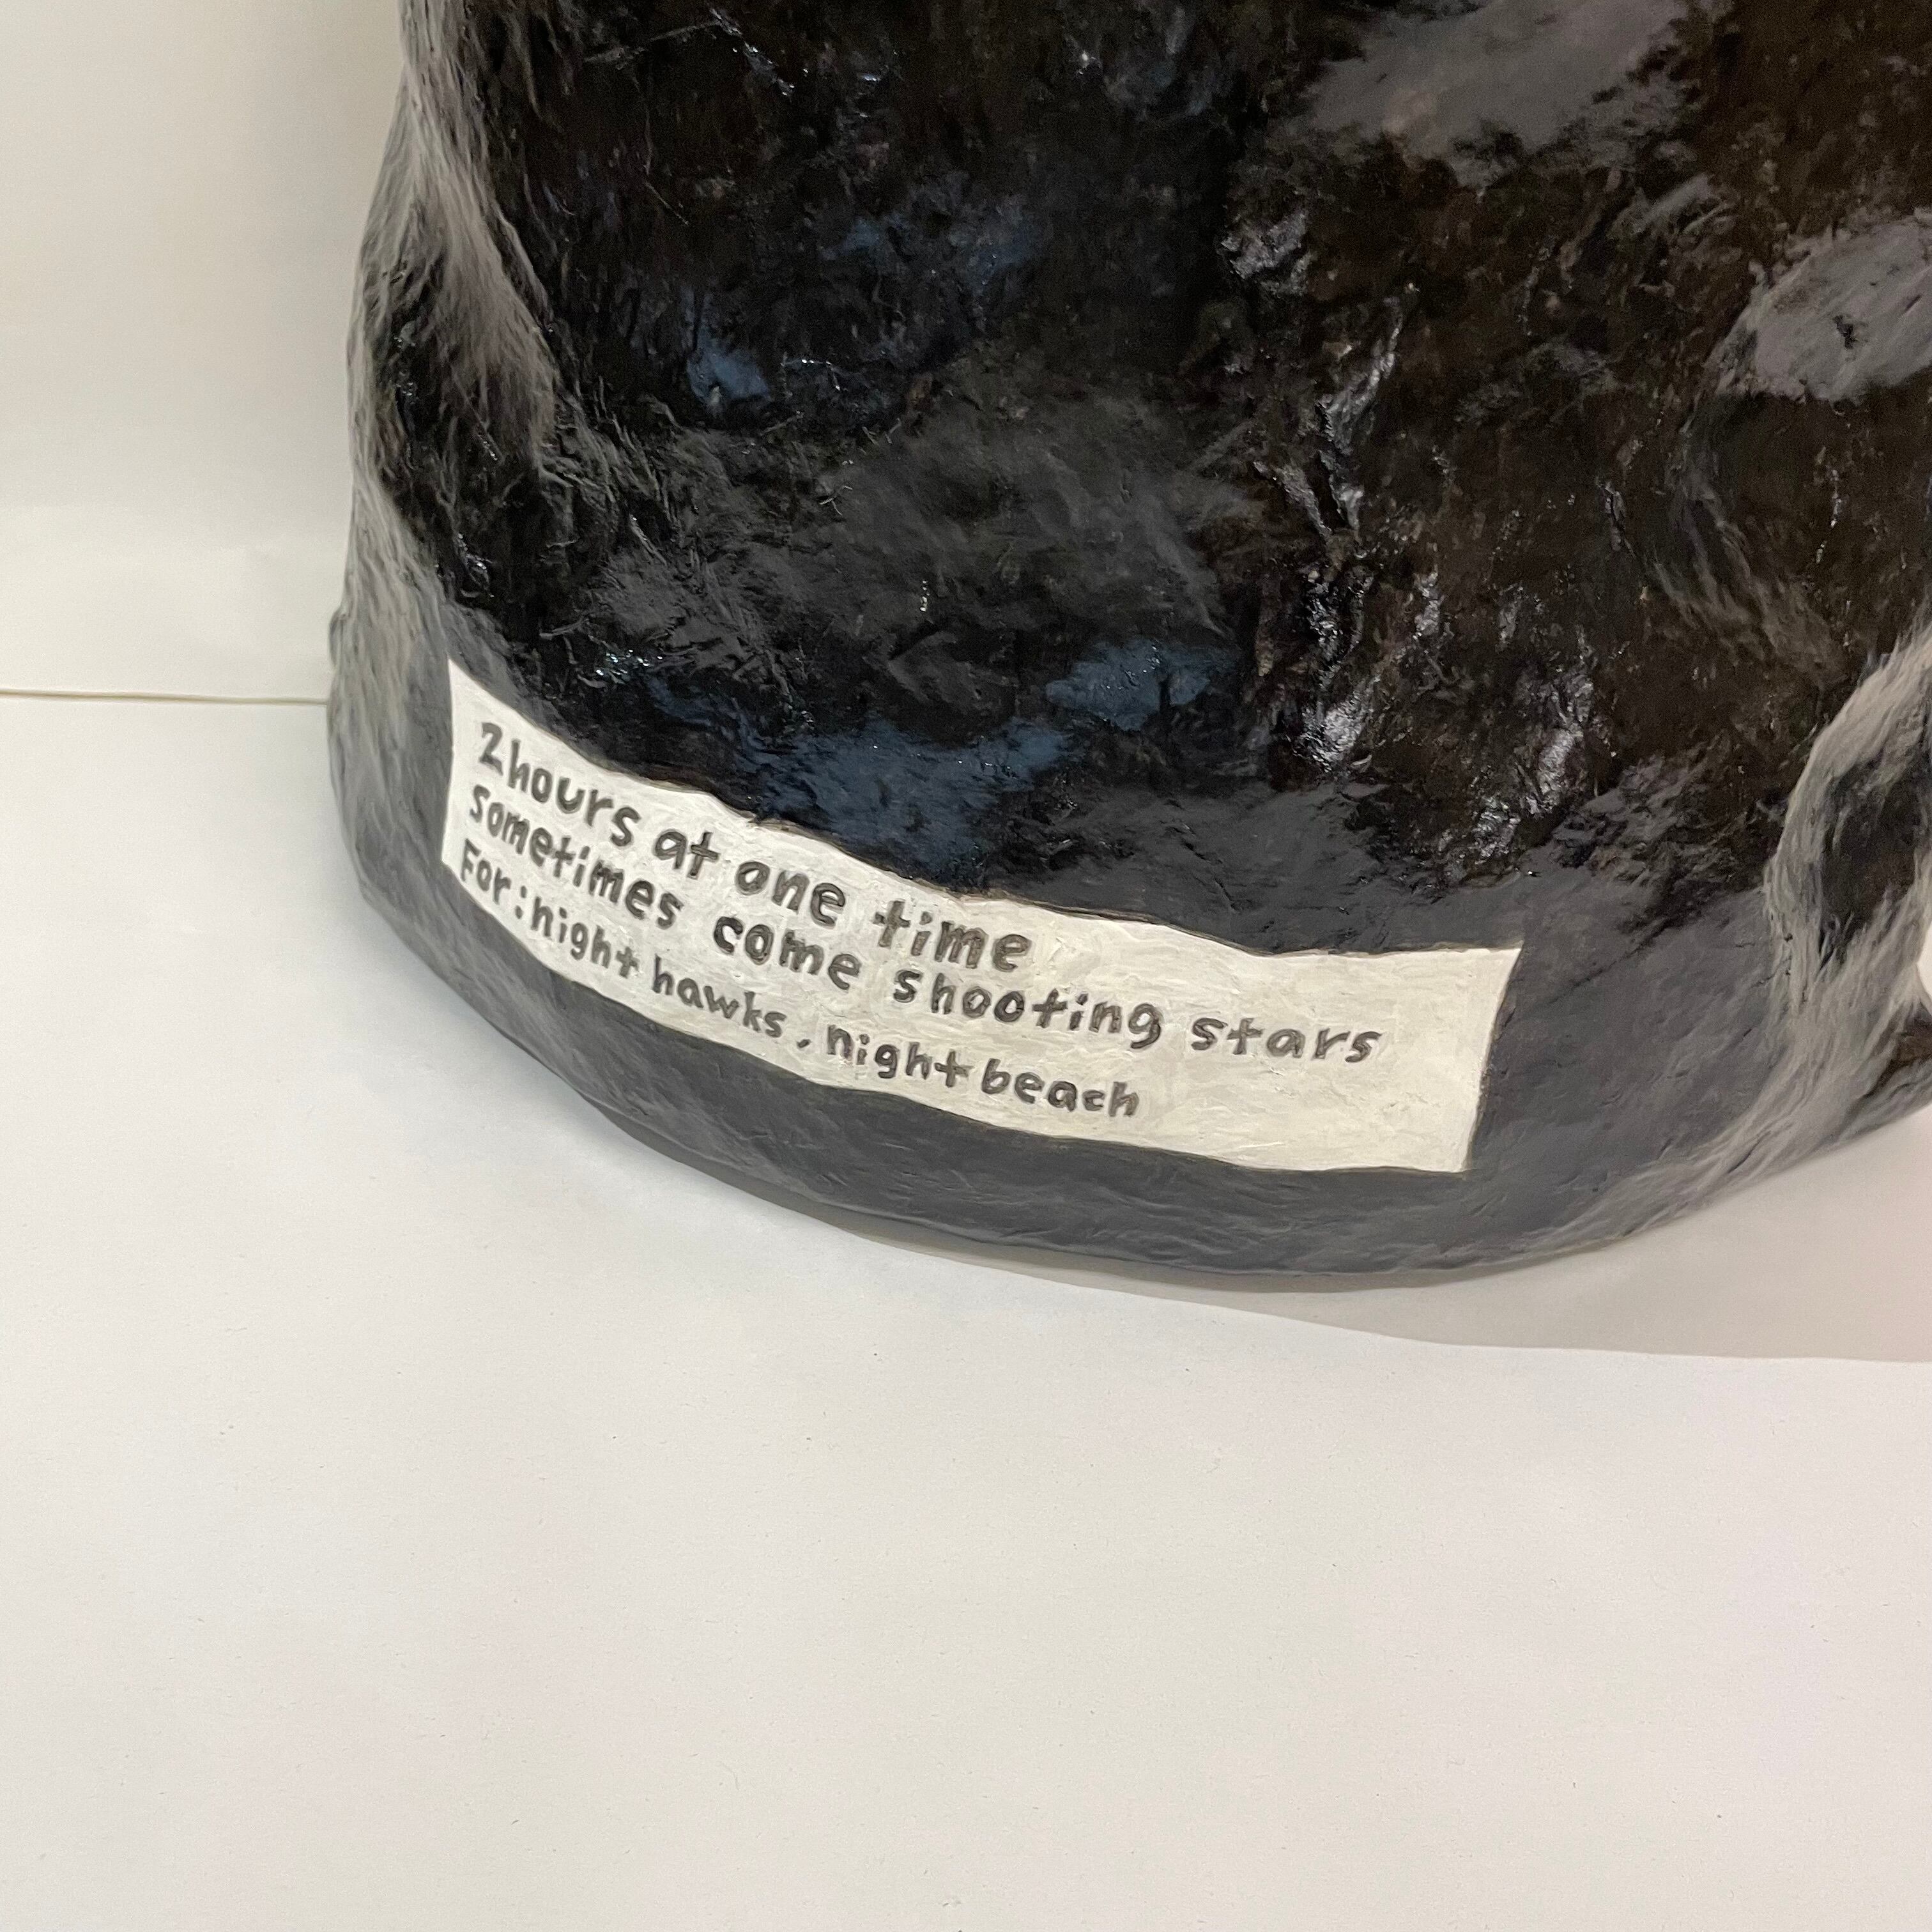 2hours at one time
sometimes come shooting stars
For:night hawks, night beach